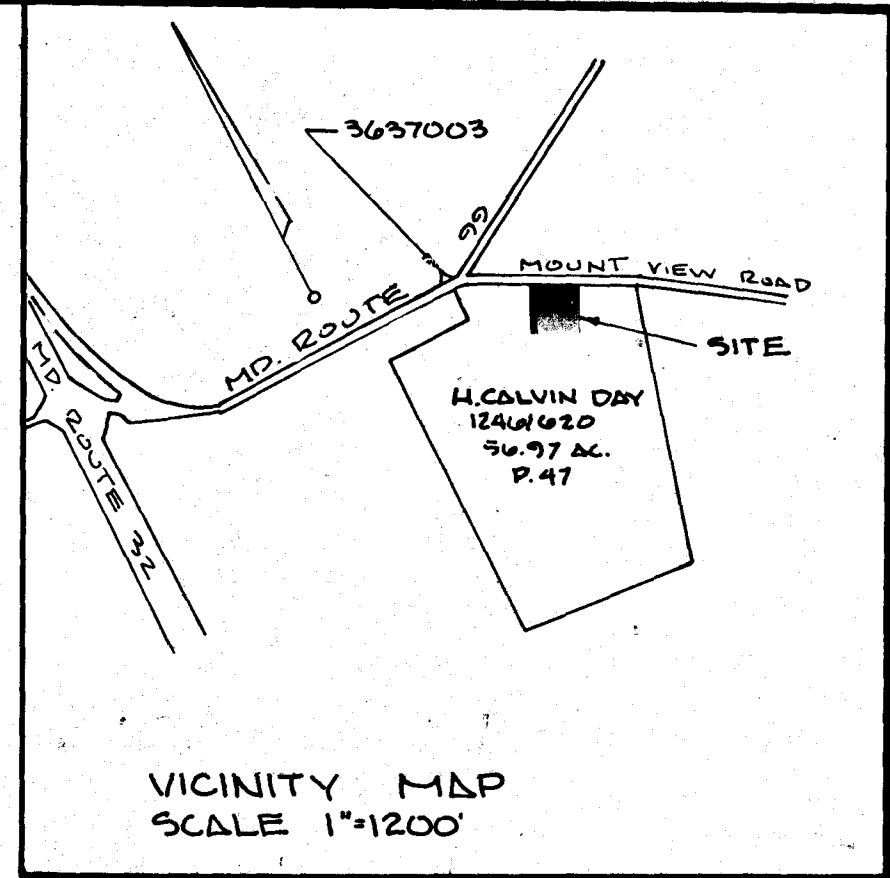 3637003
99
MOUNT VIEW ROAD
MD. ROUTE
SITE
MD. ROUTE 32
H. CALVIN DAY
1246/620
56.97 AC.
P. 47
VICINITY MAP
SCALE 1"=1200'